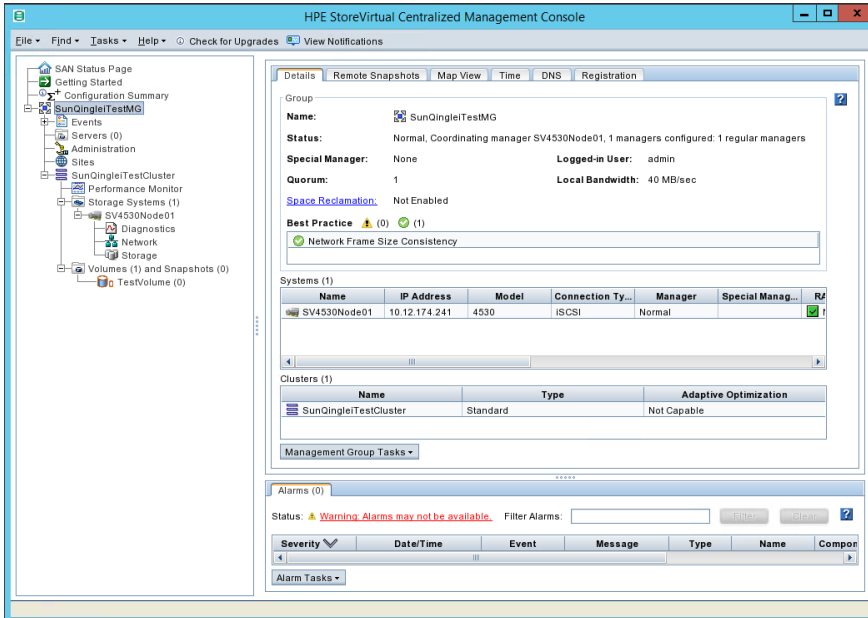 HPE StoreVirtual Centralized Management Console
File Find Tasks Help Check for Upgrades View Notifications
SAN Status Page
Getting Started
Configuration Summary
SunQingleiTestMG
Events
Servers (0)
Administration
Sites
SunQingleiTestCluster
Performance Monitor
Storage Systems (1)
SV4530Node01
Diagnostics
Network
Storage
Volumes (1) and Snapshots (0)
TestVolume (0)
Details Remote Snapshots Map View Time DNS Registration
Group
Name: SunQingleiTestMG
Status: Normal, Coordinating manager SV4530Node01, 1 managers configured: 1 regular managers
Special Manager: None Logged-in User: admin
Quorum: 1 Local Bandwidth: 40 MB/sec
Space Reclamation: Not Enabled
Best Practice (0) (1)
Network Frame Size Consistency
Systems (1)
Name IP Address Model Connection Ty... Manager Special Manag... RA
SV4530Node01 10.12.174.241 4530 iSCSI Normal
Clusters (1)
Name Type Adaptive Optimization
SunQingleiTestCluster Standard Not Capable
Management Group Tasks
Alarms (0)
Status: Warning: Alarms may not be available. Filter Alarms: Filter Clear
Severity Date/Time Event Message Type Name Compon
Alarm Tasks